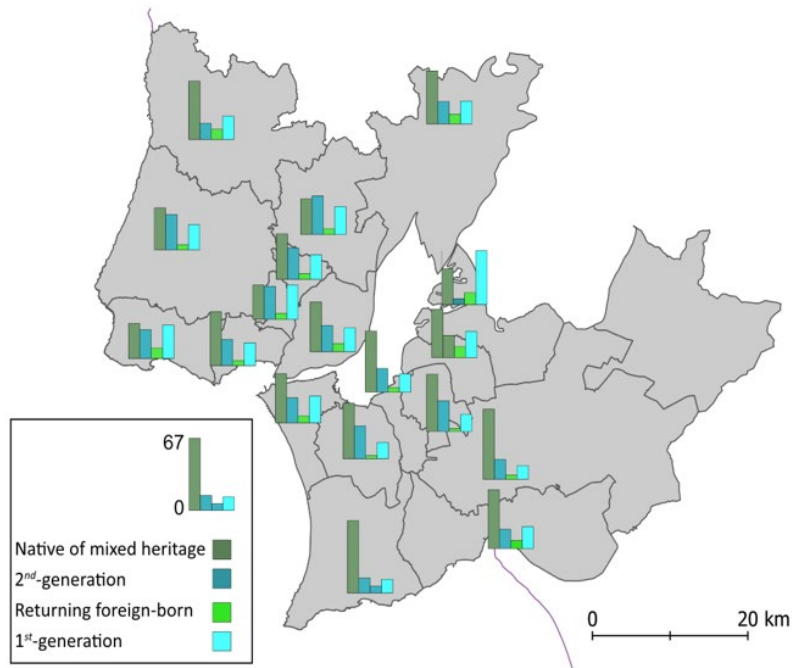 67
0
Native of mixed heritage
2nd-generation
Returning foreign-born
1st-generation
0 20 km